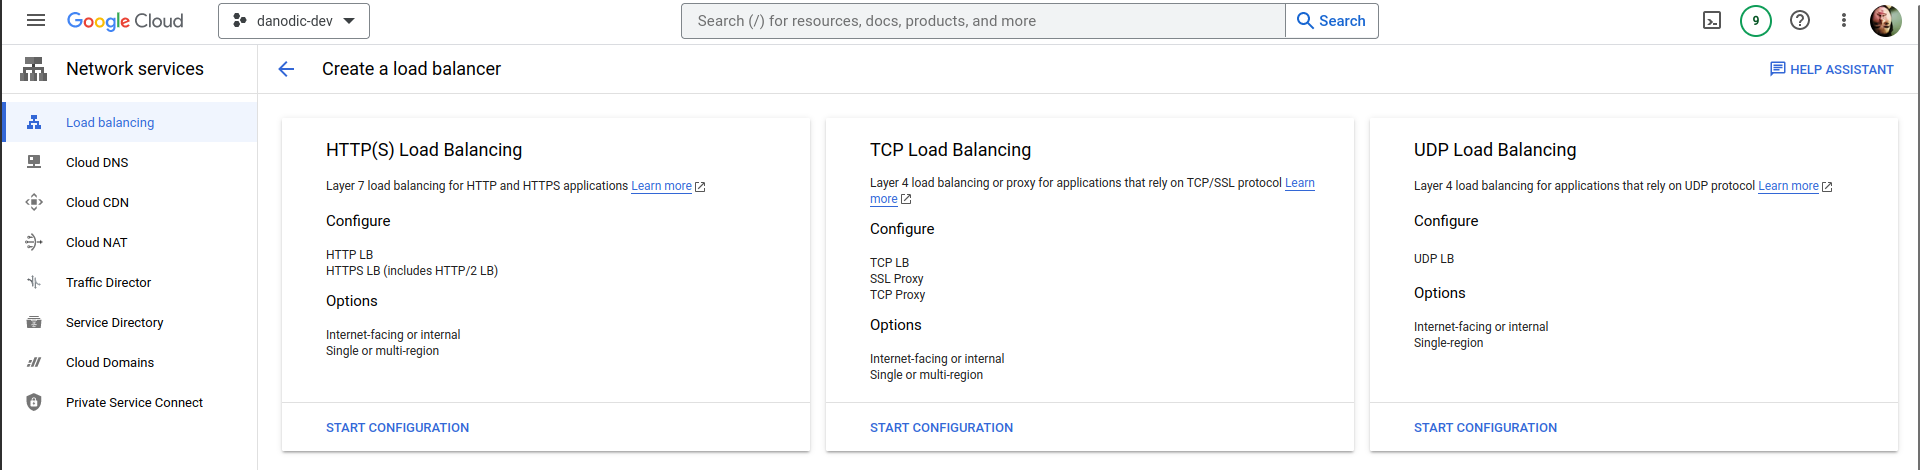 Google Cloud
danodic-dev
Search (/) for resources, docs, products, and more
Search
9
Network services
Create a load balancer
HELP ASSISTANT
Load balancing
Cloud DNS
Cloud CDN
Cloud NAT
Traffic Director
Service Directory
Cloud Domains
Private Service Connect
HTTP(S) Load Balancing
Layer 7 load balancing for HTTP and HTTPS applications Learn more
Configure
HTTP LB
HTTPS LB (includes HTTP/2 LB)
Options
Internet-facing or internal
Single or multi-region
START CONFIGURATION
TCP Load Balancing
Layer 4 load balancing or proxy for applications that rely on TCP/SSL protocol Learn
more
Configure
TCP LB
SSL Proxy
TCP Proxy
Options
Internet-facing or internal
Single or multi-region
START CONFIGURATION
UDP Load Balancing
Layer 4 load balancing for applications that rely on UDP protocol Learn more
Configure
UDP LB
Options
Internet-facing or internal
Single-region
START CONFIGURATION